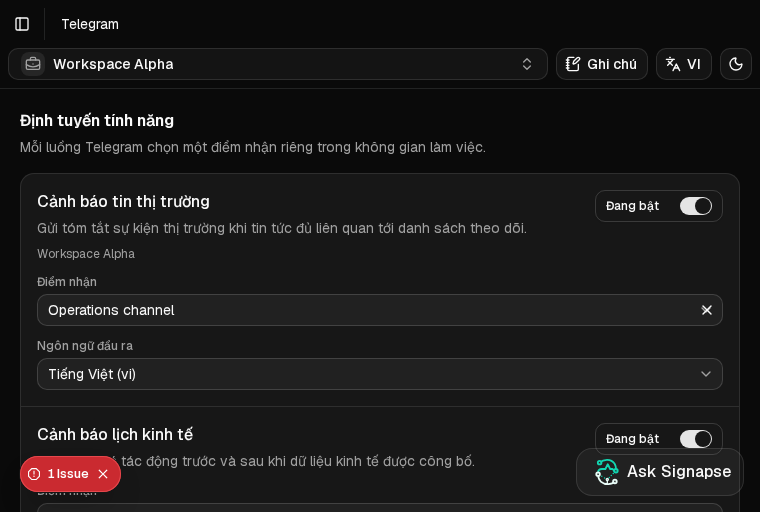 Telegram
Workspace Alpha
Ghi chú
VI
Định tuyến tính năng
Mỗi luồng Telegram chọn một điểm nhận riêng trong không gian làm việc.
Cảnh báo tin thị trường
Đang bật
Gửi tóm tắt sự kiện thị trường khi tin tức đủ liên quan tới danh sách theo dõi.
Workspace Alpha
Điểm nhận
Operations channel
Ngôn ngữ đầu ra
Tiếng Việt (vi)
Cảnh báo lịch kinh tế
Đang bật
tác động trước và sau khi dữ liệu kinh tế được công bố.
1 Issue
Ask Signapse
Điểm nhận